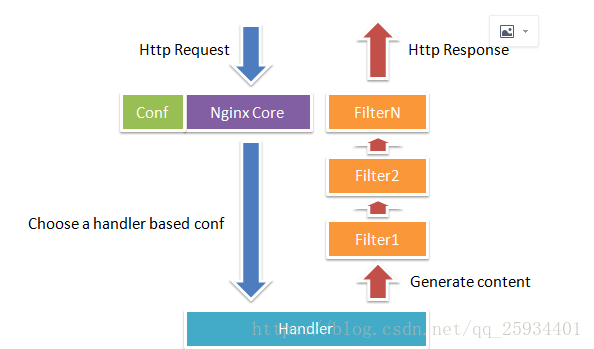 Http Request
Http Response
Conf
Nginx Core
FilterN
Filter2
Choose a handler based conf
Filter1
Generate content
Handler
http://blog.csdn.net/qq_25934401